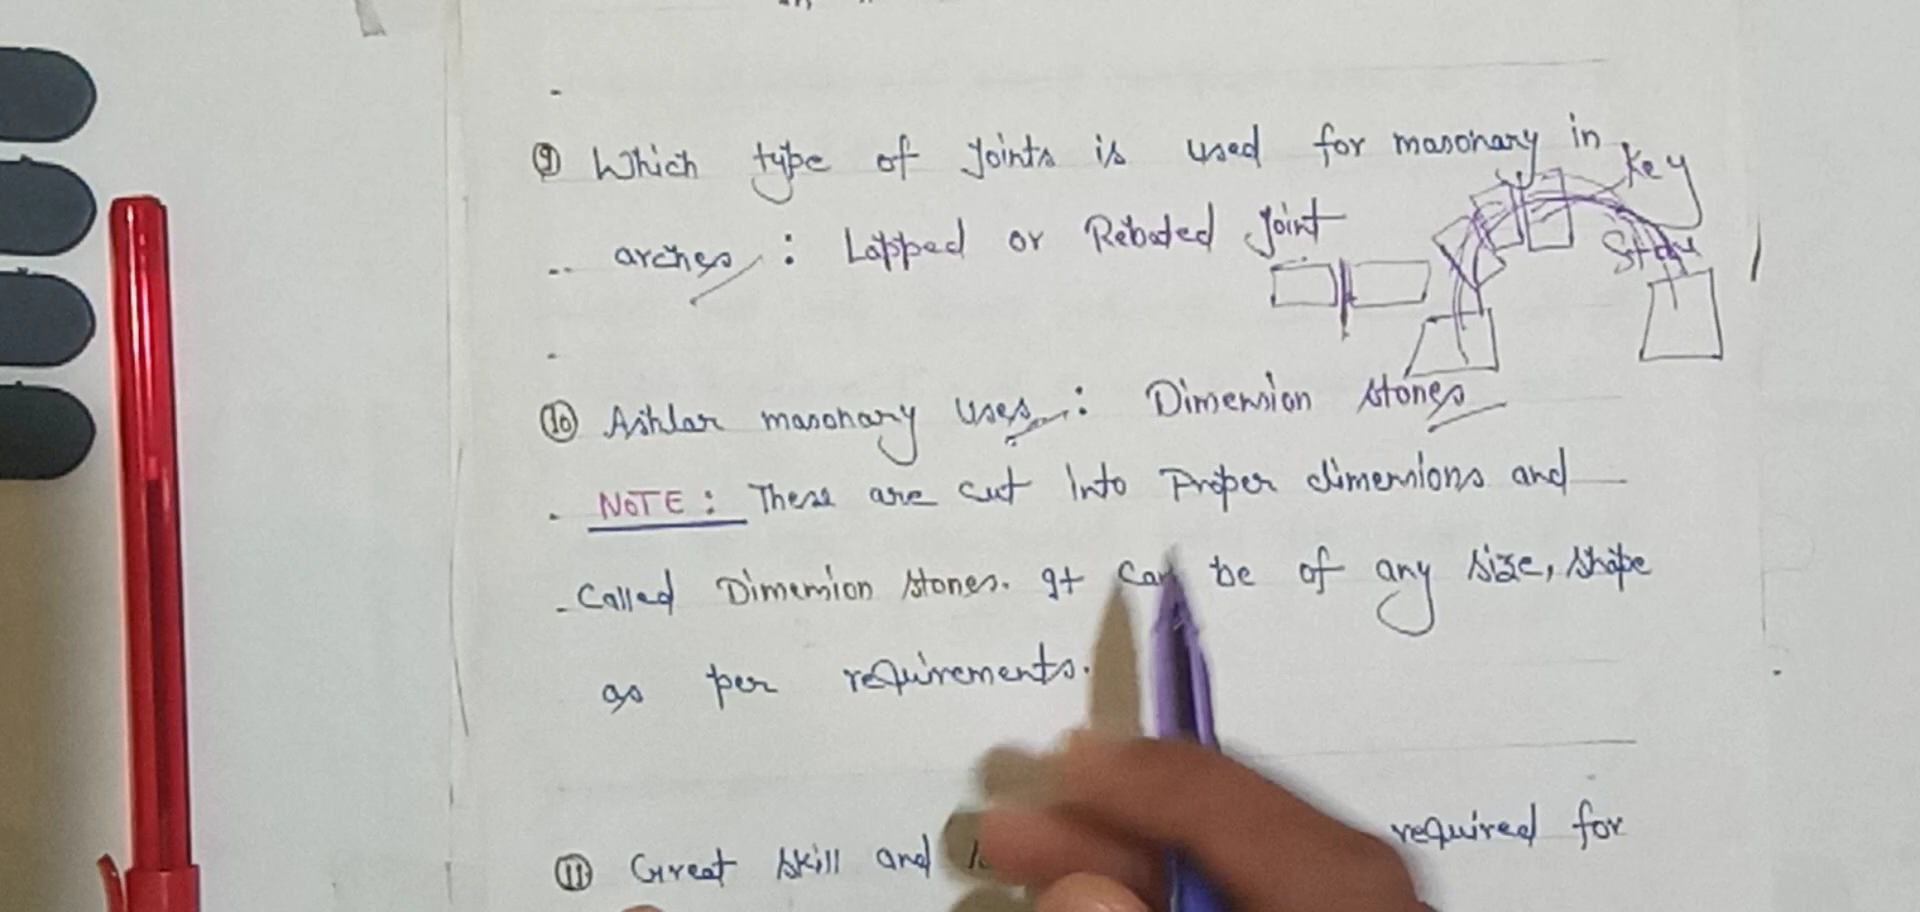 ⑨ Which type of Joints is used for masonary in
arches : Lapped or Rebated Joint
Key
⑩ Ashlar masonary uses : Dimension stones
NOTE : These are cut into Proper dimensions and
Called Dimension stones. It can be of any size, shape
as per requirements.
⑪ Great skill and required for